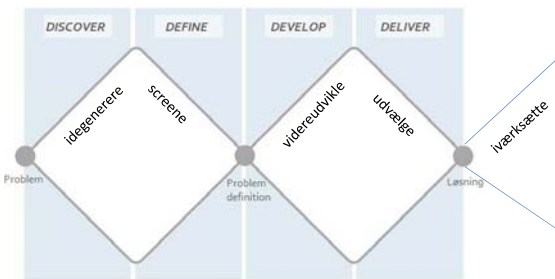 DISCOVER
DEFINE
DEVELOP
DELIVER
idegenerere
screene
videreudvikle
udvælge
iværksætte
Problem
Problem
definition
Løsning